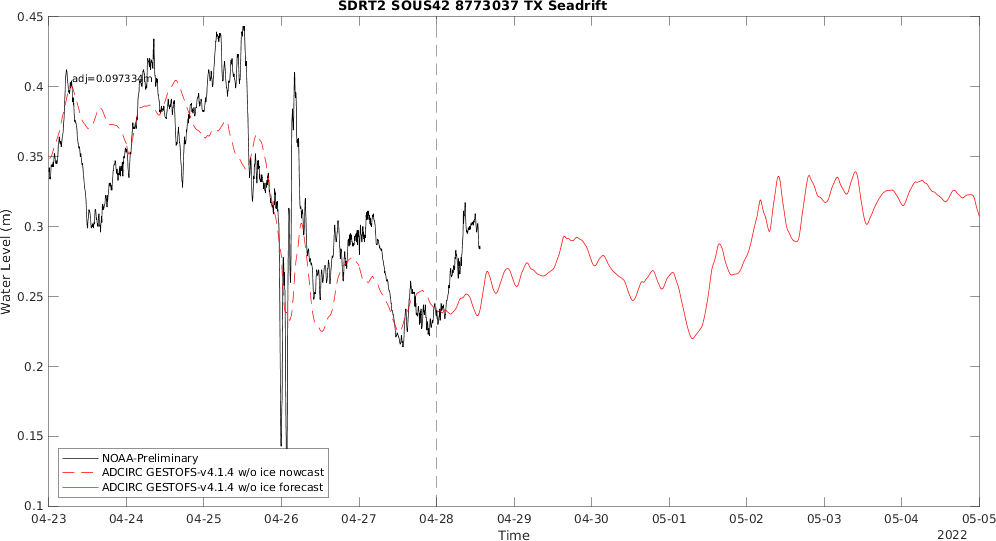 SDRT2 SOUS42 8773037 TX Seadrift
0.45
0.4
0.35
0.3
0.25
0.2
0.15
0.1
Water Level (m)
adj=0.097334m
NOAA-Preliminary
ADCIRC GESTOFS-v4.1.4 w/o ice nowcast
ADCIRC GESTOFS-v4.1.4 w/o ice forecast
04-23 04-24 04-25 04-26 04-27 04-28 04-29 04-30 05-01 05-02 05-03 05-04 05-05
Time
2022